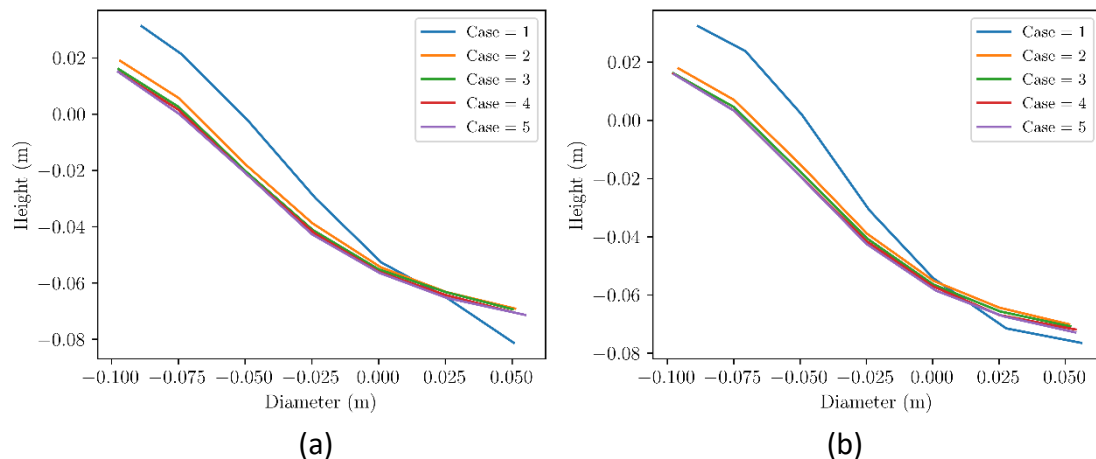 0.02
0.00
−0.02
−0.04
−0.06
−0.08
Height (m)
−0.100 −0.075 −0.050 −0.025 0.000 0.025 0.050
Diameter (m)
Case = 1
Case = 2
Case = 3
Case = 4
Case = 5
(a)
0.02
0.00
−0.02
−0.04
−0.06
−0.08
Height (m)
−0.100 −0.075 −0.050 −0.025 0.000 0.025 0.050
Diameter (m)
Case = 1
Case = 2
Case = 3
Case = 4
Case = 5
(b)